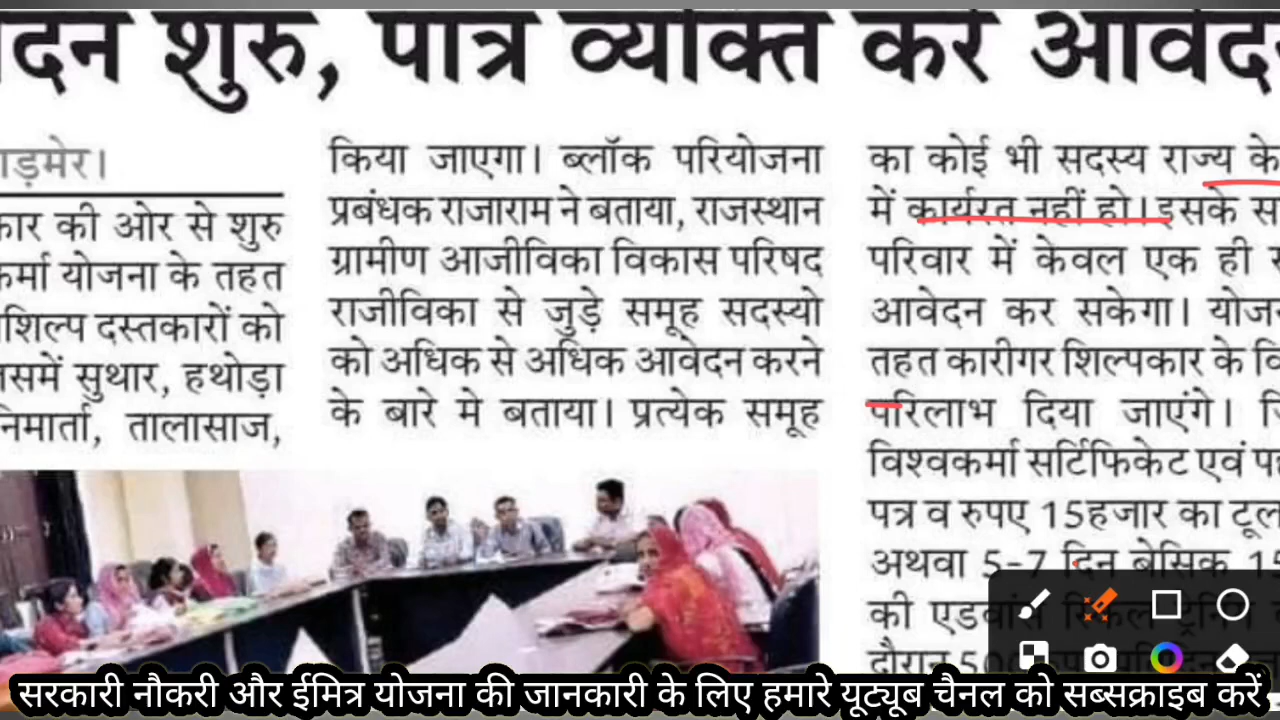 दन शुरु, पात्र व्यक्ति करें आवेदन
ाड़मेर।
कार की ओर से शुरु
कर्मा योजना के तहत
शिल्प दस्तकारों को
समें सुथार, हथोड़ा
निमार्ता, तालासाज,
किया जाएगा। ब्लॉक परियोजना
प्रबंधक राजाराम ने बताया, राजस्थान
ग्रामीण आजीविका विकास परिषद
राजीविका से जुड़े समूह सदस्यो
को अधिक से अधिक आवेदन करने
के बारे मे बताया। प्रत्येक समूह
का कोई भी सदस्य राज्य के
में कार्यरत नहीं हो। इसके
परिवार में केवल एक ही
आवेदन कर सकेगा।
तहत कारीगर शिल्पकार के
परिलाभ दिया जाएंगे।
विश्वकर्मा सर्टिफिकेट एवं
पत्र व रुपए 15हजार का टूल
अथवा 5-7 दिन बेसिक 15
की एडवांस
दौरान
सरकारी नौकरी और ईमित्र योजना की जानकारी के लिए हमारे यूट्यूब चैनल को सब्सक्राइब करें